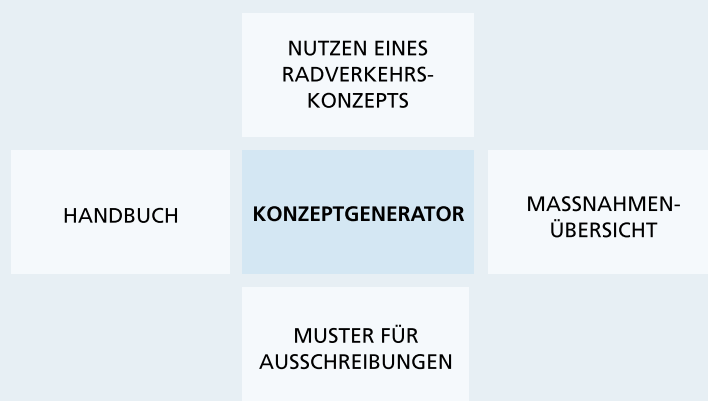 NUTZEN EINES
RADVERKEHRS-
KONZEPTS
HANDBUCH
KONZEPTGENERATOR
MASSNAHMEN-
ÜBERSICHT
MUSTER FÜR
AUSSCHREIBUNGEN